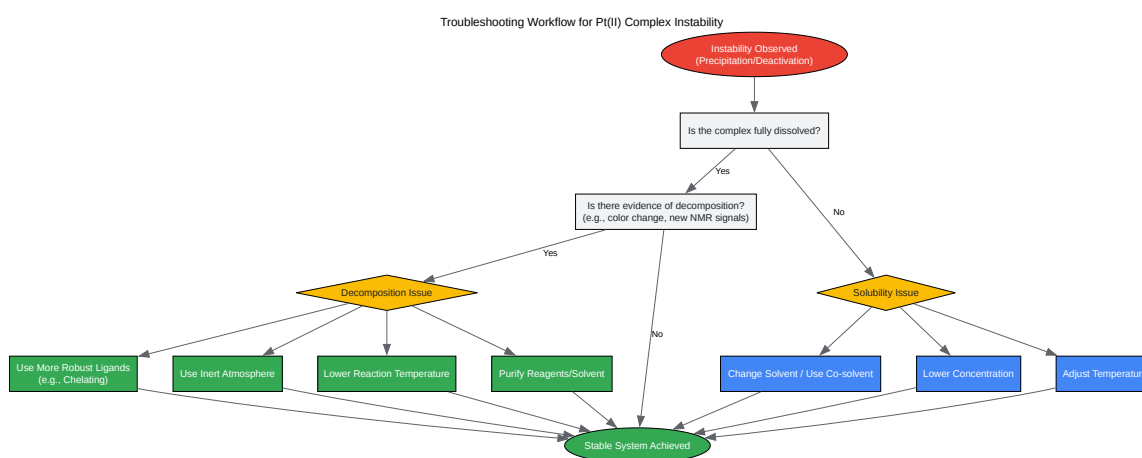 Troubleshooting Workflow for Pt(II) Complex Instability
Instability Observed
(Precipitation/Deactivation)
Is the complex fully dissolved?
Yes
Is there evidence of decomposition?
(e.g., color change, new NMR signals)
No
Yes
Decomposition Issue
Solubility Issue
No
Use More Robust Ligands
(e.g., Chelating)
Use Inert Atmosphere
Lower Reaction Temperature
Purify Reagents/Solvent
Change Solvent / Use Co-solvent
Lower Concentration
Adjust Temperature
Stable System Achieved